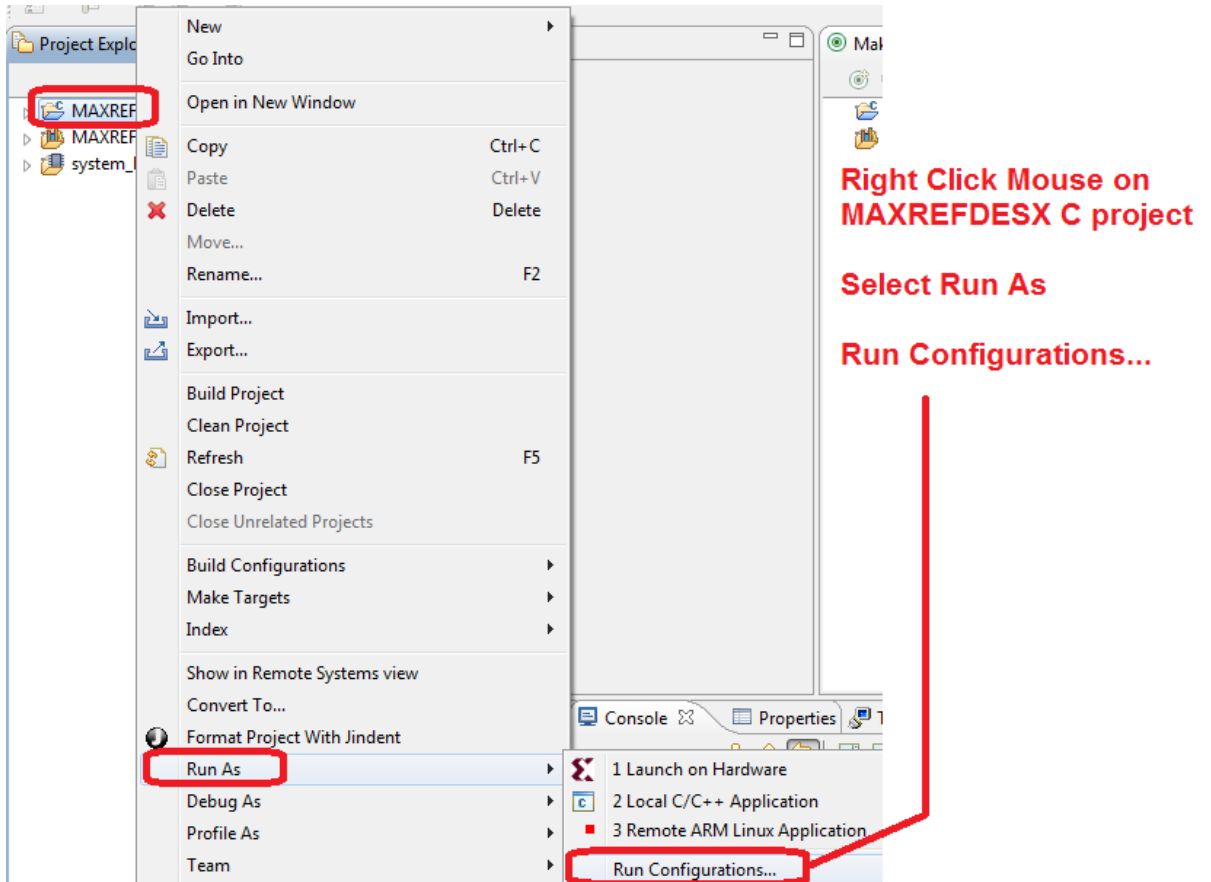 Project Explo
MAXREF
MAXREF
system_
New
Go Into
Open in New Window
Copy Ctrl+C
Paste Ctrl+V
Delete Delete
Move...
Rename... F2
Import...
Export...
Build Project
Clean Project
Refresh F5
Close Project
Close Unrelated Projects
Build Configurations
Make Targets
Index
Show in Remote Systems view
Convert To...
Format Project With Jindent
Run As
Debug As
Profile As
Team
1 Launch on Hardware
2 Local C/C++ Application
3 Remote ARM Linux Application
Run Configurations...
Console Properties
Mak
Right Click Mouse on
MAXREFDESX C project
Select Run As
Run Configurations...